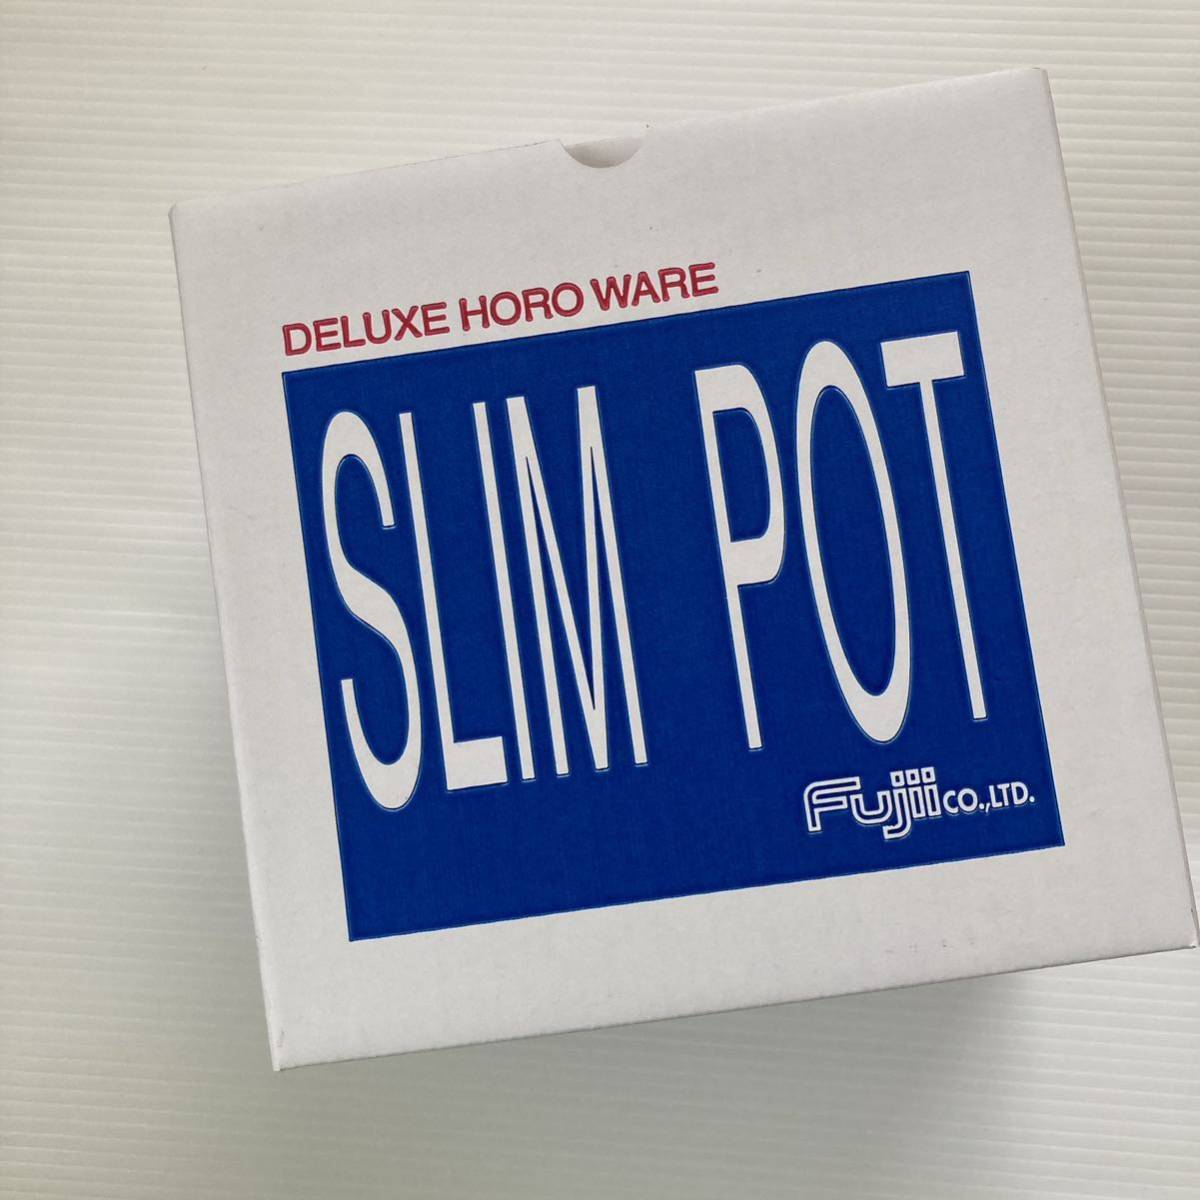 DELUXE HORO WARE
SLIM POT
Fujii CO.,LTD.